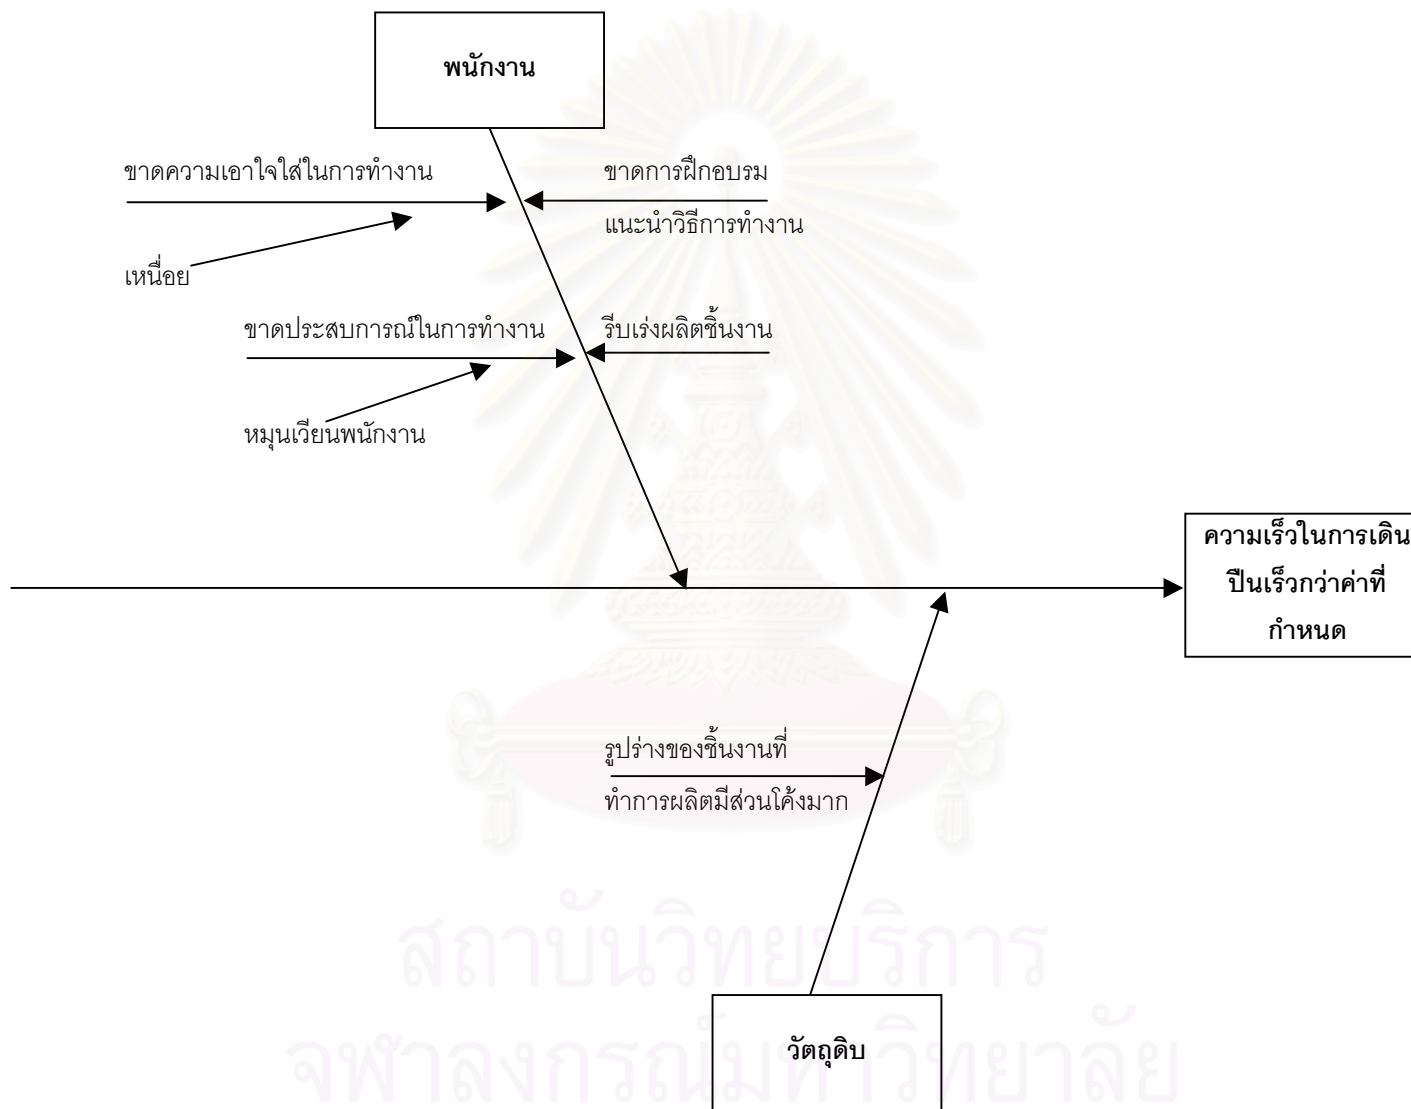 พนักงาน
ขาดความเอาใจใส่ในการทำงาน
ขาดการฝึกอบรม
แนะนำวิธีการทำงาน
เหนื่อย
ขาดประสบการณ์ในการทำงาน
รีบเร่งผลิตชิ้นงาน
หมุนเวียนพนักงาน
ความเร็วในการเดิน
ปืนเร็วกว่าค่าที่
กำหนด
รูปร่างของชิ้นงานที่
ทำการผลิตมีส่วนโค้งมาก
สถาบันวิทยบริการ
วัตถุดิบ
จุฬาลงกรณ์มหาวิทยาลัย